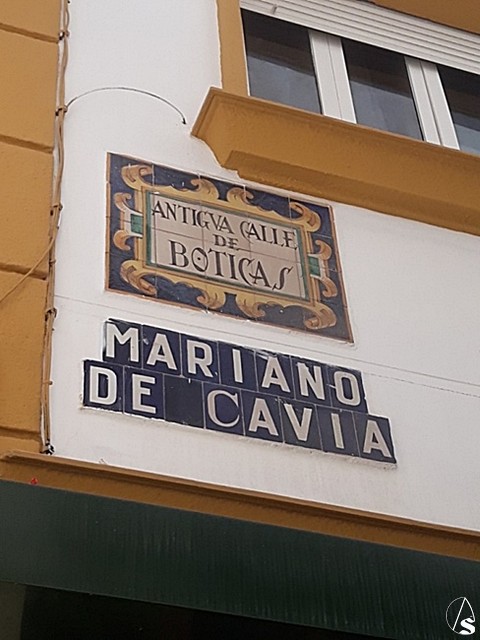 ANTIGVA CALLE
DE
BOTICAS
MARIANO
DE CAVIA